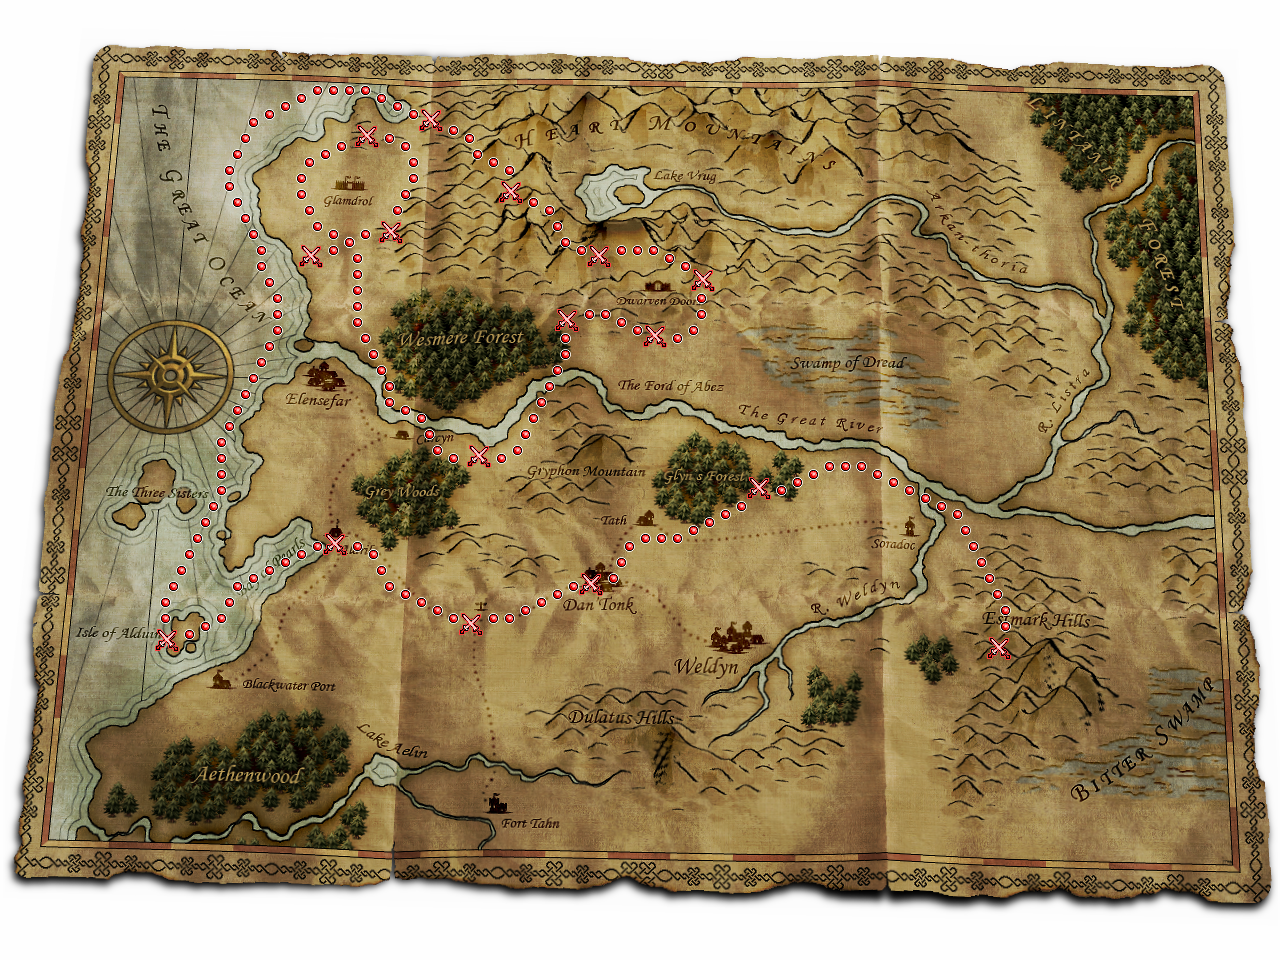 THE GREAT OCEAN
HEART MOUNTAINS
LINTANIR
FOREST
Lake Vrug
Arkan-thoria
Glamdrol
Dwarven Doors
Wesmere Forest
Swamp of Dread
Elensefar
The Ford of Abez
The Great River
R. Listra
Gryphon Mountain
Glyn's Forest
Grey Woods
The Three Sisters
Tath
Soradoc
Bay of Pearls
Dan Tonk
R. Weldyn
Estmark Hills
Isle of Alduin
Weldyn
Blackwater Port
Dulatus Hills
BITTER SWAMP
Lake Aelin
Aethenwood
Fort Tahn